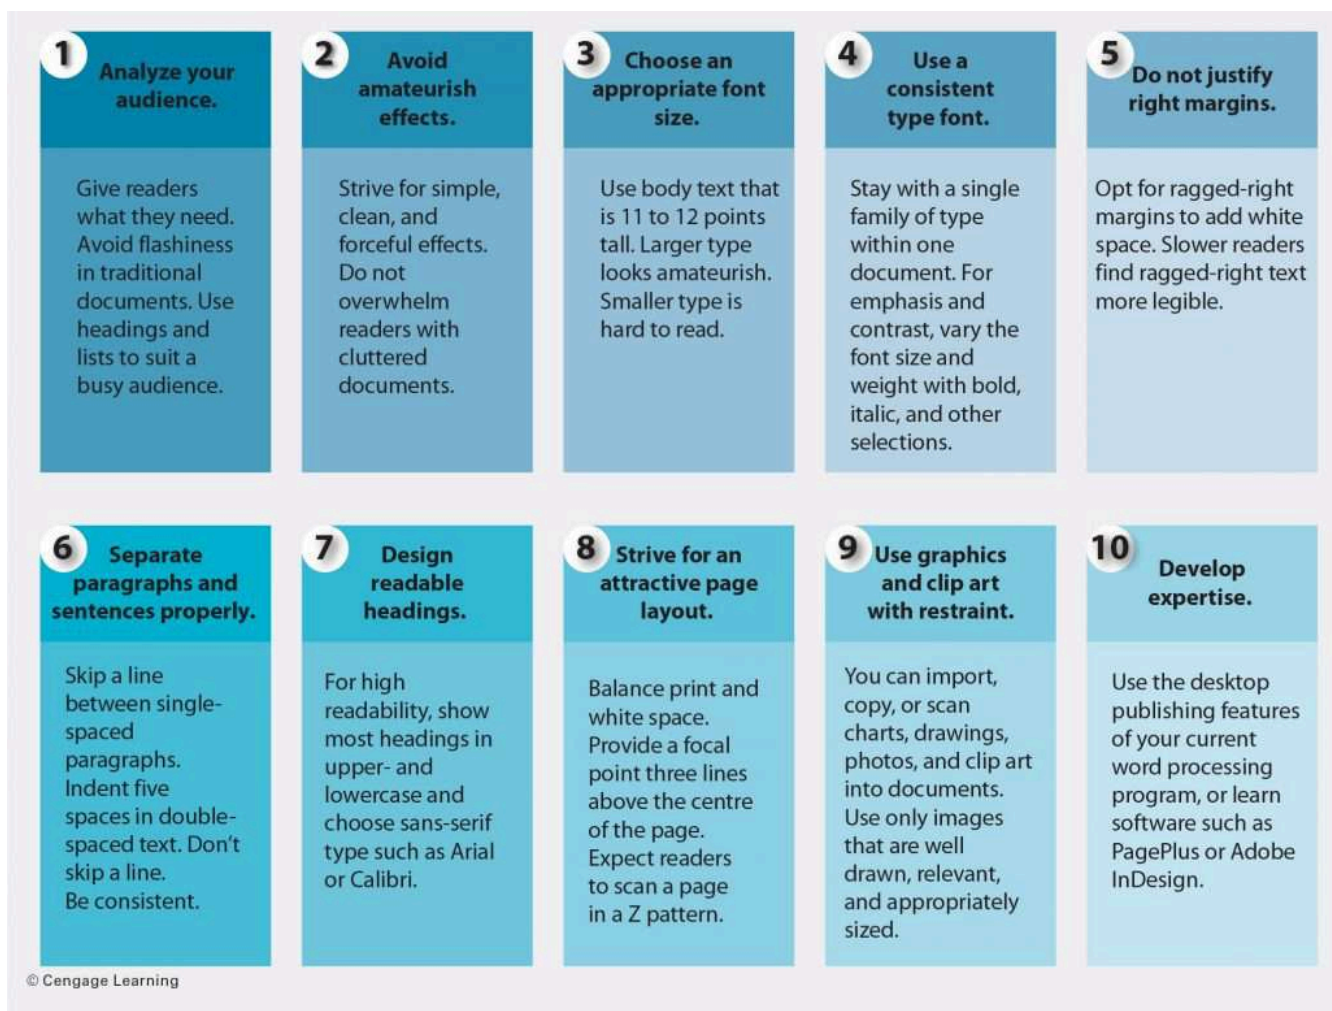 1
Analyze your
audience.
Give readers
what they need.
Avoid flashiness
in traditional
documents. Use
headings and
lists to suit a
busy audience.
2
Avoid
amateurish
effects.
Strive for simple,
clean, and
forceful effects.
Do not
overwhelm
readers with
cluttered
documents.
3
Choose an
appropriate font
size.
Use body text that
is 11 to 12 points
tall. Larger type
looks amateurish.
Smaller type is
hard to read.
4
Use a
consistent
type font.
Stay with a single
family of type
within one
document. For
emphasis and
contrast, vary the
font size and
weight with bold,
italic, and other
selections.
5
Do not justify
right margins.
Opt for ragged-right
margins to add white
space. Slower readers
find ragged-right text
more legible.
6
Separate
paragraphs and
sentences properly.
Skip a line
between single-
spaced
paragraphs.
Indent five
spaces in double-
spaced text. Don't
skip a line.
Be consistent.
7
Design
readable
headings.
For high
readability, show
most headings in
upper- and
lowercase and
choose sans-serif
type such as Arial
or Calibri.
8
Strive for an
attractive page
layout.
Balance print and
white space.
Provide a focal
point three lines
above the centre
of the page.
Expect readers
to scan a page
in a Z pattern.
9
Use graphics
and clip art
with restraint.
You can import,
copy, or scan
charts, drawings,
photos, and clip art
into documents.
Use only images
that are well
drawn, relevant,
and appropriately
sized.
10
Develop
expertise.
Use the desktop
publishing features
of your current
word processing
program, or learn
software such as
PagePlus or Adobe
InDesign.
© Cengage Learning